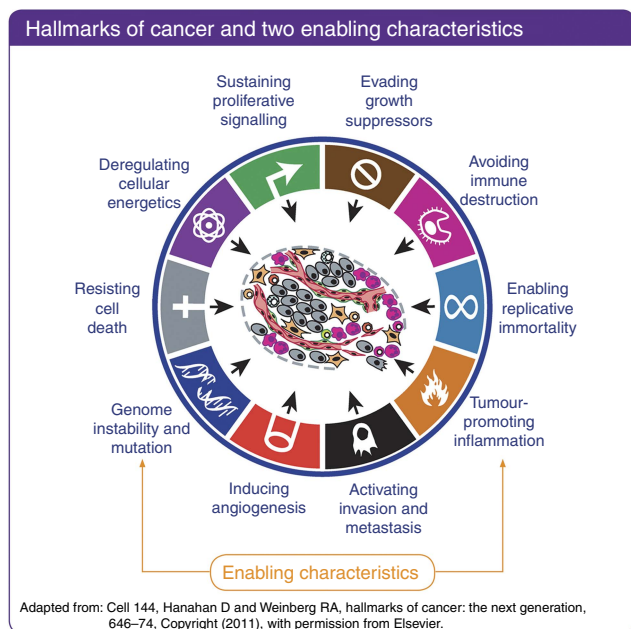 Hallmarks of cancer and two enabling characteristics
Sustaining
proliferative
signalling
Evading
growth
suppressors
Deregulating
cellular
energetics
Avoiding
immune
destruction
Resisting
cell
death
Enabling
replicative
immortality
Genome
instability and
mutation
Tumour-
promoting
inflammation
Inducing
angiogenesis
Activating
invasion and
metastasis
Enabling characteristics
Adapted from: Cell 144, Hanahan D and Weinberg RA, hallmarks of cancer: the next generation,
646–74, Copyright (2011), with permission from Elsevier.